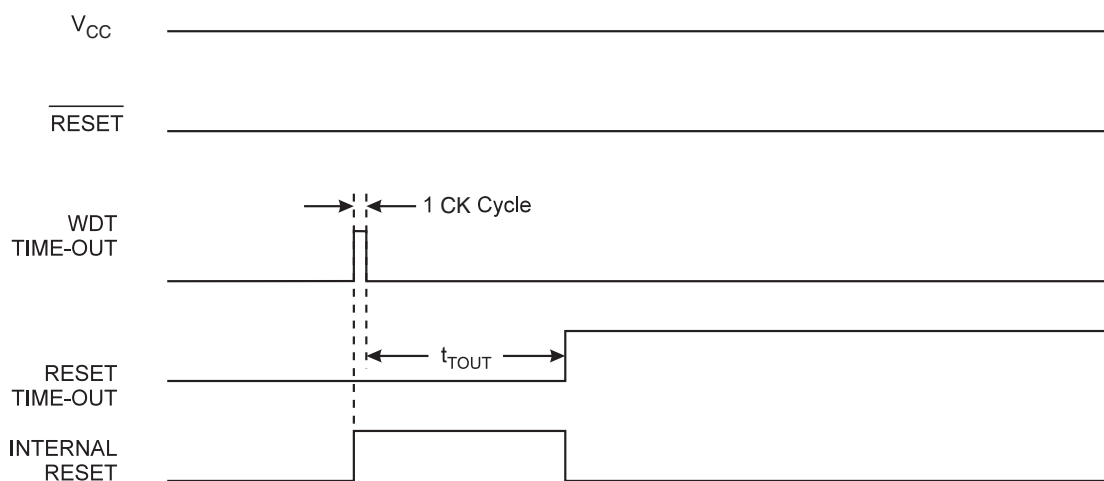 VCC
RESET
1 CK Cycle
WDT
TIME-OUT
tTOUT
RESET
TIME-OUT
INTERNAL
RESET